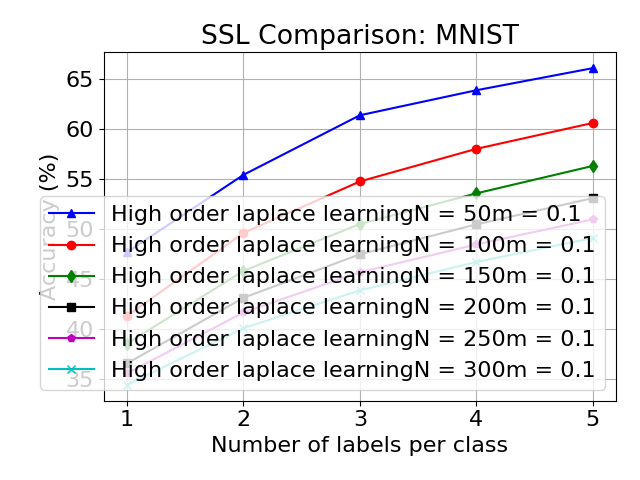 SSL Comparison: MNIST
65
60
55
50
45
40
35
Accuracy (%)
High order laplace learningN = 50m = 0.1
High order laplace learningN = 100m = 0.1
High order laplace learningN = 150m = 0.1
High order laplace learningN = 200m = 0.1
High order laplace learningN = 250m = 0.1
High order laplace learningN = 300m = 0.1
1 2 3 4 5
Number of labels per class